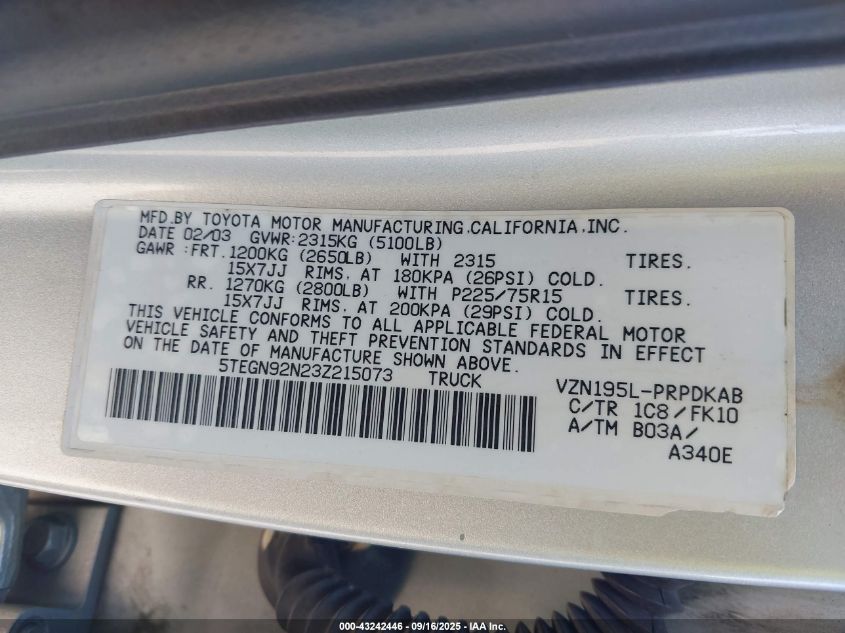 MFD.BY TOYOTA MOTOR MANUFACTURING,CALIFORNIA,INC.
DATE 02/03 GVWR:2315KG (5100LB)
GAWR :FRT.1200KG (2650LB) WITH 2315 TIRES.
15X7JJ RIMS. AT 180KPA (26PSI) COLD.
RR. 1270KG (2800LB) WITH P225/75R15 TIRES.
15X7JJ RIMS. AT 200KPA (29PSI) COLD.
THIS VEHICLE CONFORMS TO ALL APPLICABLE FEDERAL MOTOR
VEHICLE SAFETY AND THEFT PREVENTION STANDARDS IN EFFECT
ON THE DATE OF MANUFACTURE SHOWN ABOVE.
5TEGN92N23Z215073 TRUCK VZN195L-PRPDKAB
C/TR 1C8/FK10
A/TM B03A/
A340E
000-43242446 - 09/16/2025 - IAA Inc.